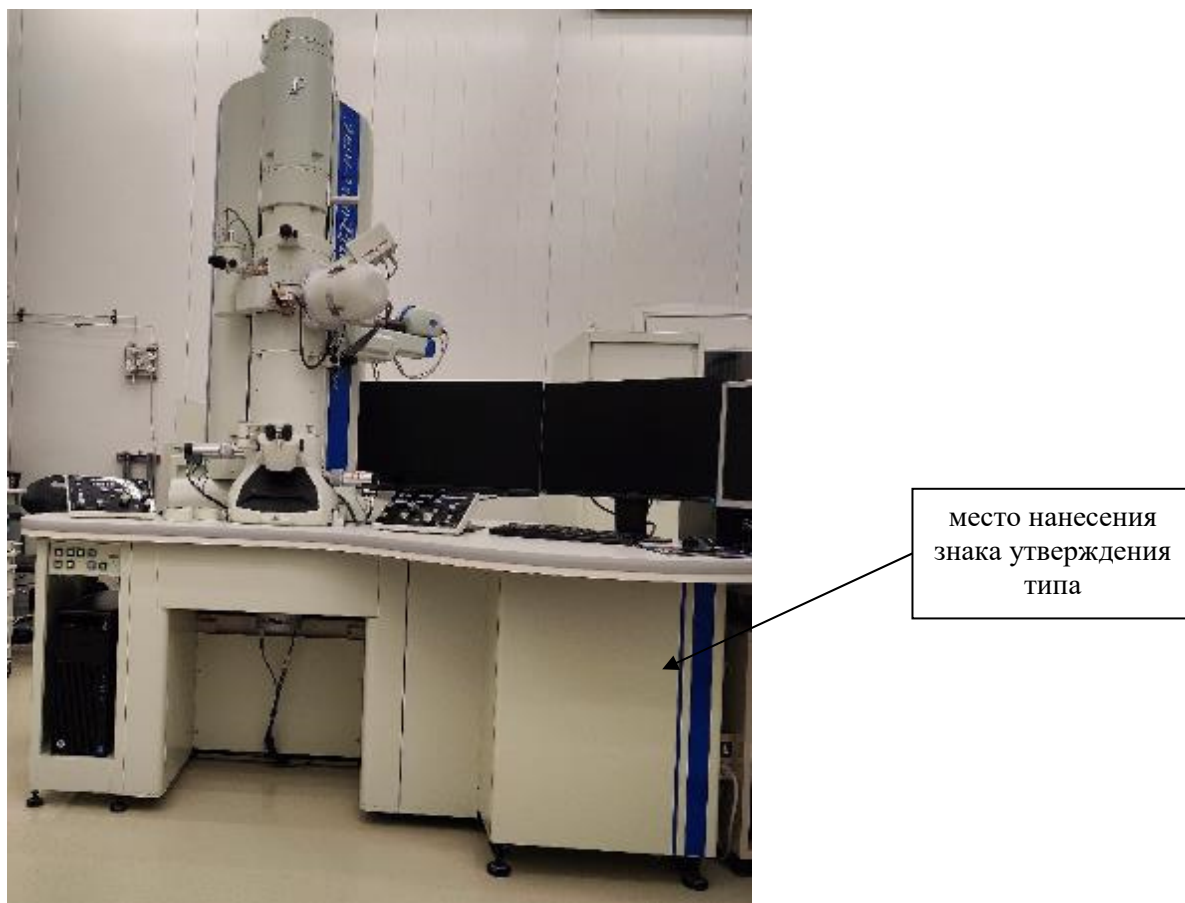 место нанесения
знака утверждения
типа